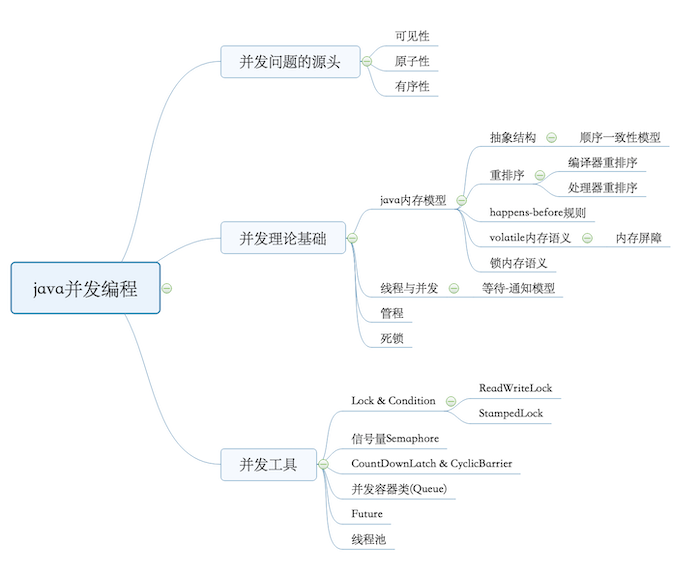 java并发编程
并发问题的源头
可见性
原子性
有序性
并发理论基础
java内存模型
抽象结构
顺序一致性模型
重排序
编译器重排序
处理器重排序
happens-before规则
volatile内存语义
内存屏障
锁内存语义
线程与并发
等待-通知模型
管程
死锁
并发工具
Lock & Condition
ReadWriteLock
StampedLock
信号量Semaphore
CountDownLatch & CyclicBarrier
并发容器类(Queue)
Future
线程池